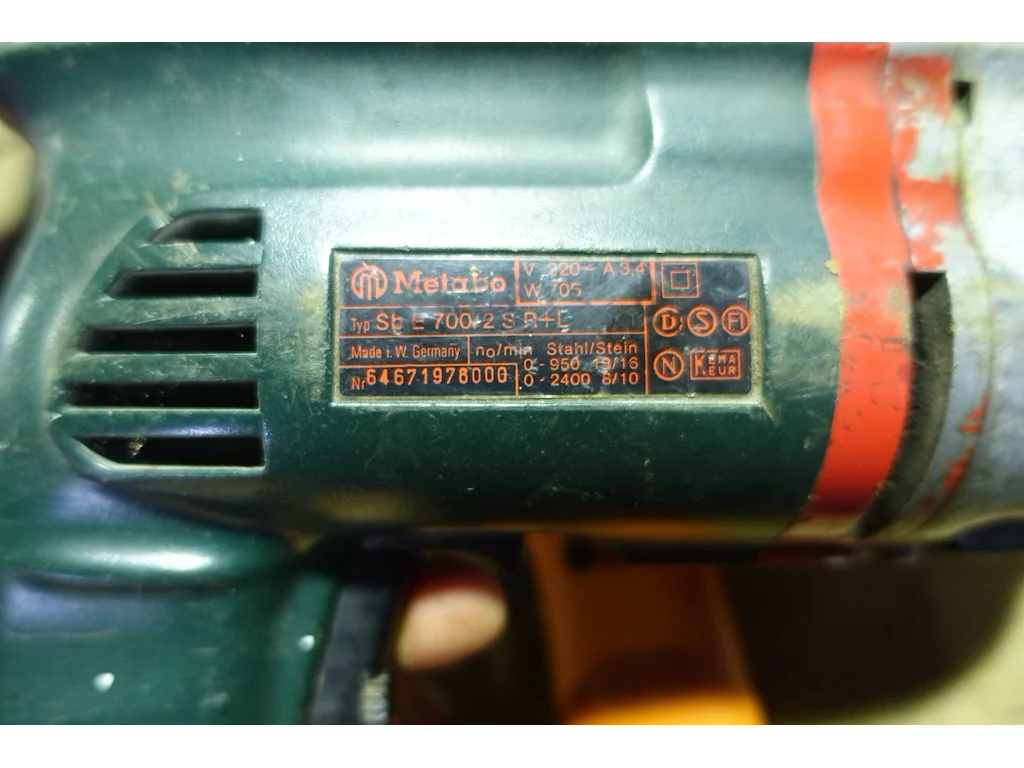 Metabo
V 220~ A 3,4
W 705
Typ Sb E 700/2 S R+L
D S FI
Made i. W. Germany
no/min Stahl/Stein
0-950 13/16
0-2400 8/10
Nr 64671978000
N KEMA
KEUR